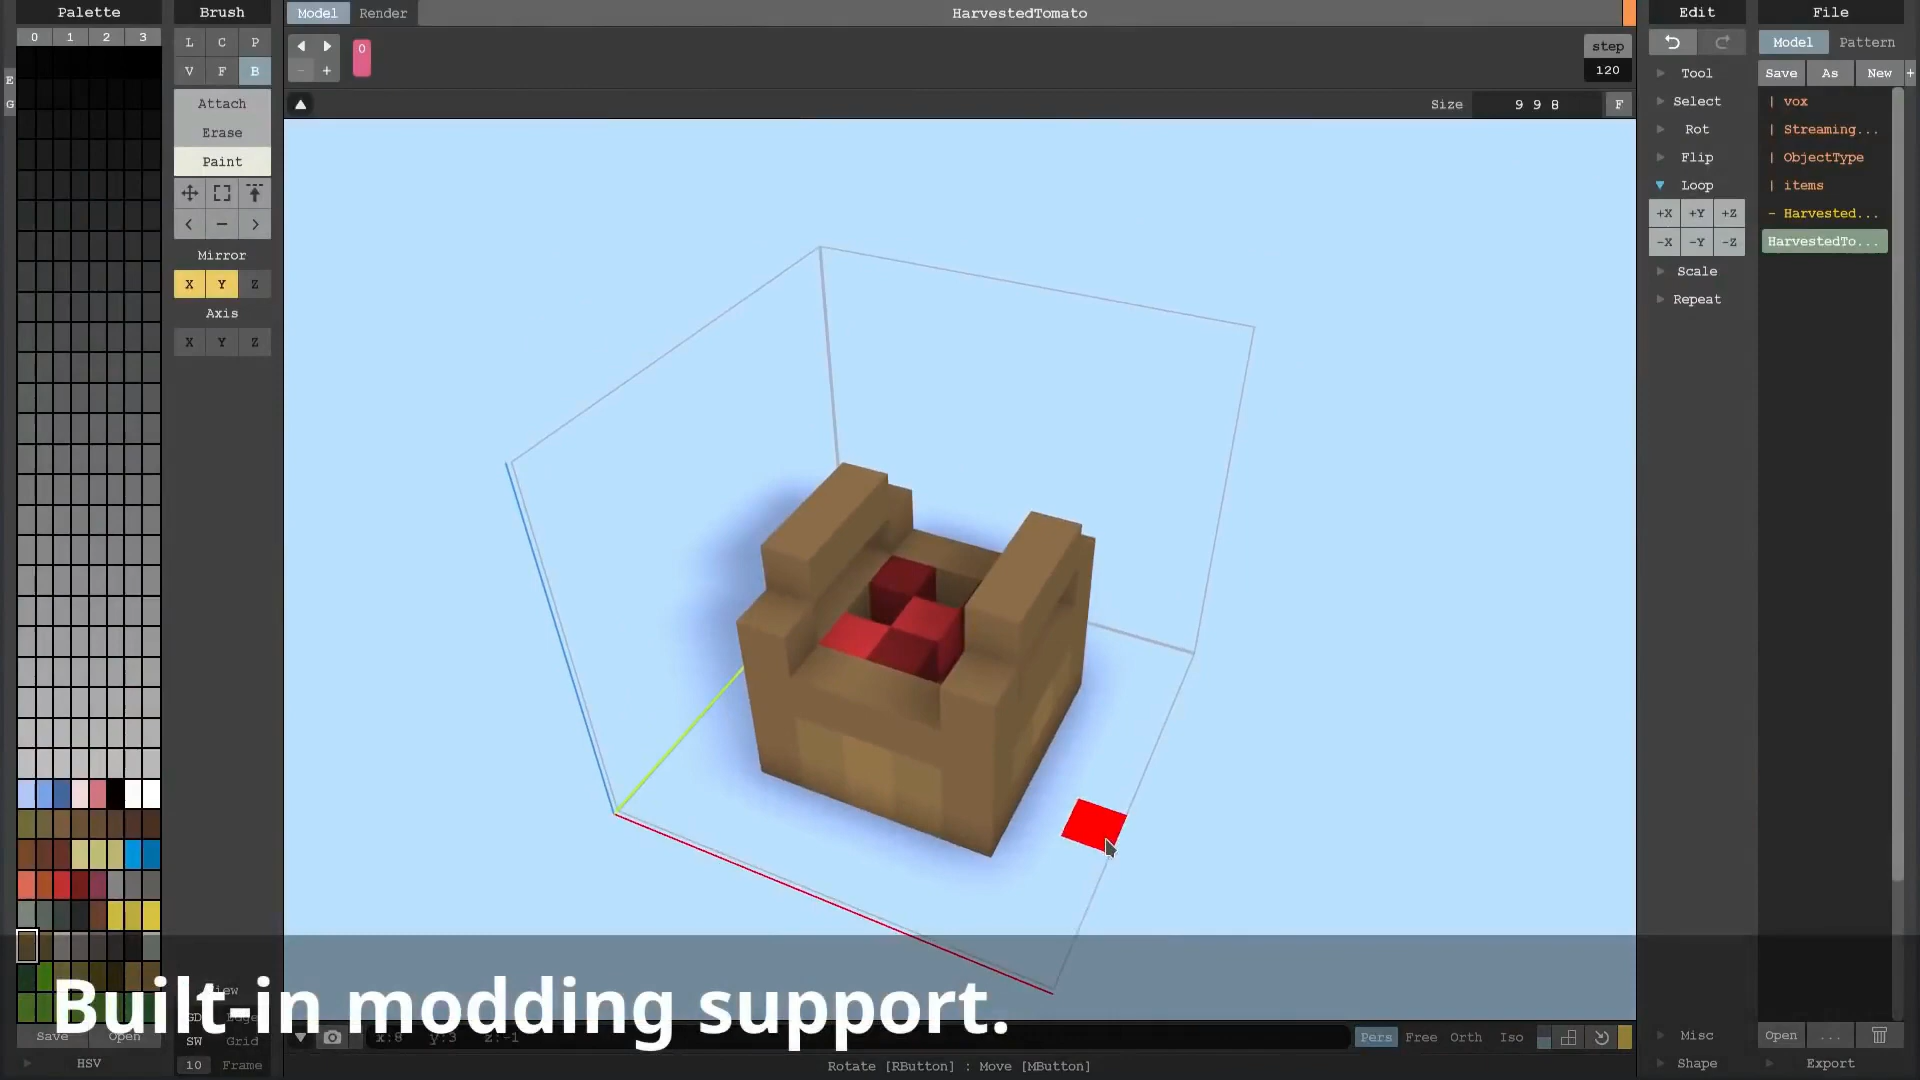 Palette
0 1 2 3
E
G
Brush
L C P
V F B
Attach
Erase
Paint
Mirror
X Y Z
Axis
X Y Z
Model Render HarvestedTomato
0
- +
step
120
Size 9 9 8 F
Edit
Tool
Select
Rot
Flip
Loop
+X +Y +Z
-X -Y -Z
Scale
Repeat
File
Model Pattern
Save As New +
| vox
| Streaming...
| ObjectType
| items
- Harvested...
HarvestedTo...
Built-in modding support.
Save Open
HSV
SW Grid
10 Frame
x:8 y:3 z:-1
Pers Free Orth Iso
Rotate [RButton] : Move [MButton]
Misc
Shape
Open ...
Export